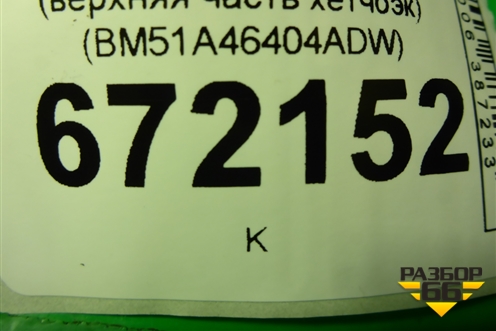 (верхняя часть хетчбэк)
(BM51A46404ADW)
672152
К
РАЗБОР
66